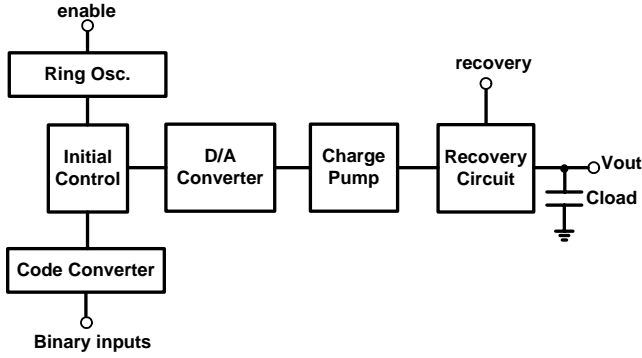 enable
Ring Osc.
recovery
Initial
Control
D/A
Converter
Charge
Pump
Recovery
Circuit
Vout
Cload
Code Converter
Binary inputs